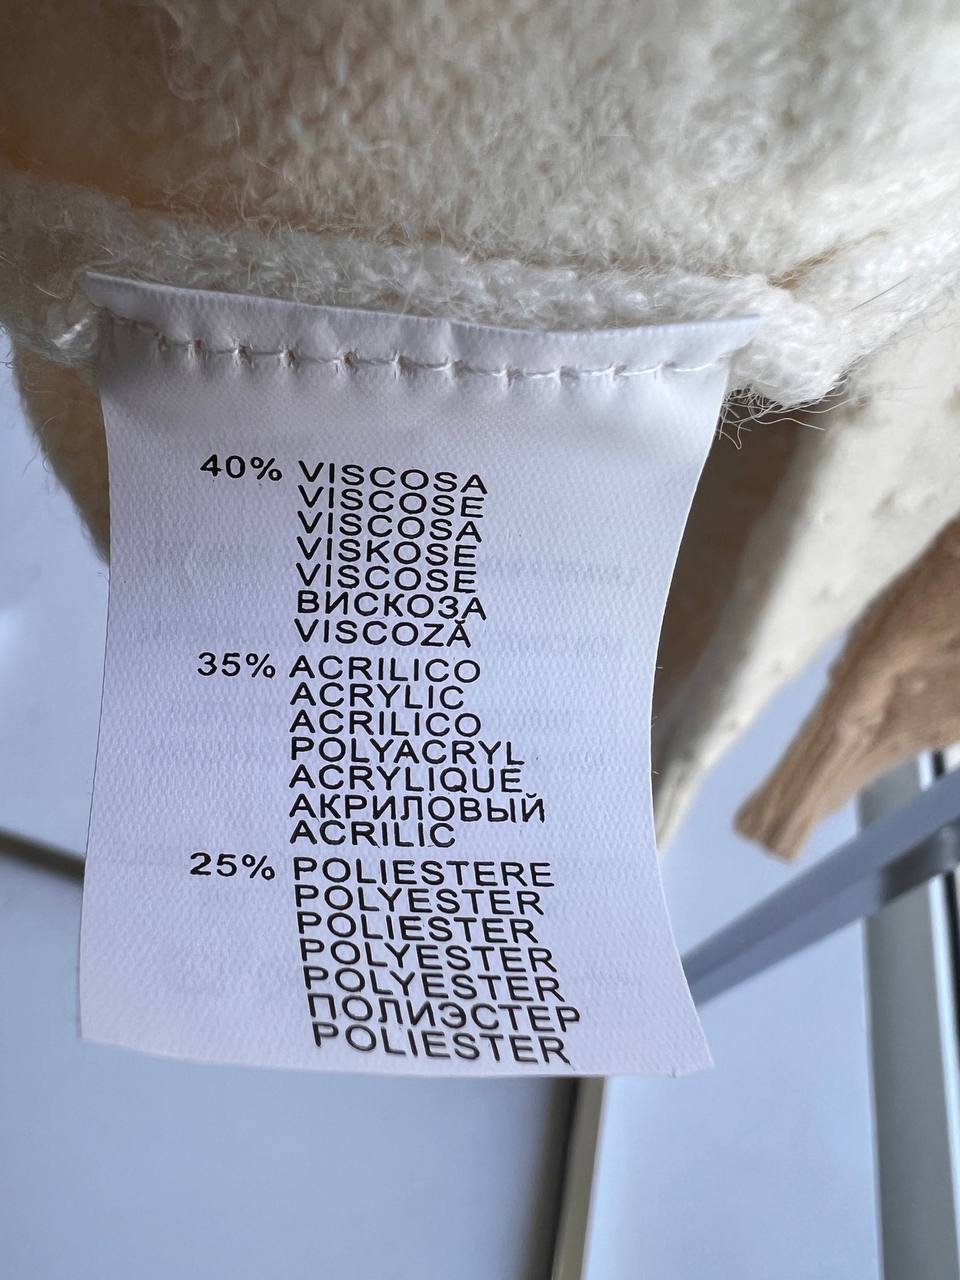 40% VISCOSA
VISCOSE
VISCOSA
VISKOSE
VISCOSE
ВИСКОЗА
VISCOZĂ
35% ACRILICO
ACRYLIC
ACRILICO
POLYACRYL
ACRYLIQUE
АКРИЛОВЫЙ
ACRILIC
25% POLIESTERE
POLYESTER
POLIESTER
POLYESTER
POLYESTER
ПОЛИЭСТЕР
POLIESTER